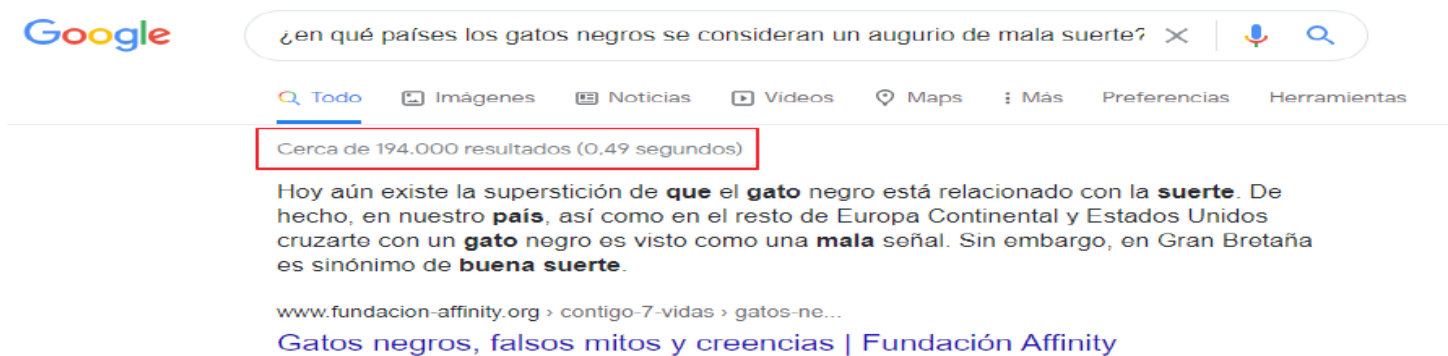 Google
¿en qué países los gatos negros se consideran un augurio de mala suerte?
Todo Imágenes Noticias Vídeos Maps Más Preferencias Herramientas
Cerca de 194.000 resultados (0,49 segundos)
Hoy aún existe la superstición de que el gato negro está relacionado con la suerte. De
hecho, en nuestro país, así como en el resto de Europa Continental y Estados Unidos
cruzarte con un gato negro es visto como una mala señal. Sin embargo, en Gran Bretaña
es sinónimo de buena suerte.
www.fundacion-affinity.org › contigo-7-vidas › gatos-ne...
Gatos negros, falsos mitos y creencias | Fundación Affinity